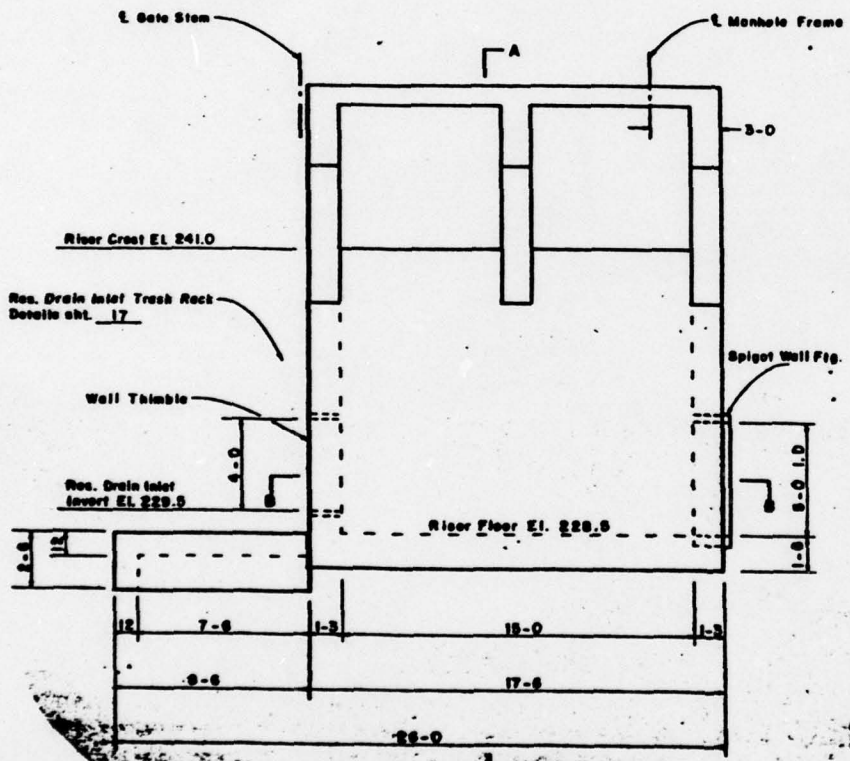 ℄ Gate Stem
℄ Manhole Frame
A
3-0
Riser Crest EL 241.0
Res. Drain Inlet Trash Rack
Details sht. 17
Spigot Wall Ftg.
Wall Thimble
4-0
5-0 I.D
Res. Drain Inlet
Invert EL 229.5
B
B
Riser Floor El. 228.5
2-6
12
1-6
12
7-6
1-3
15-0
1-3
8-6
17-6
26-0